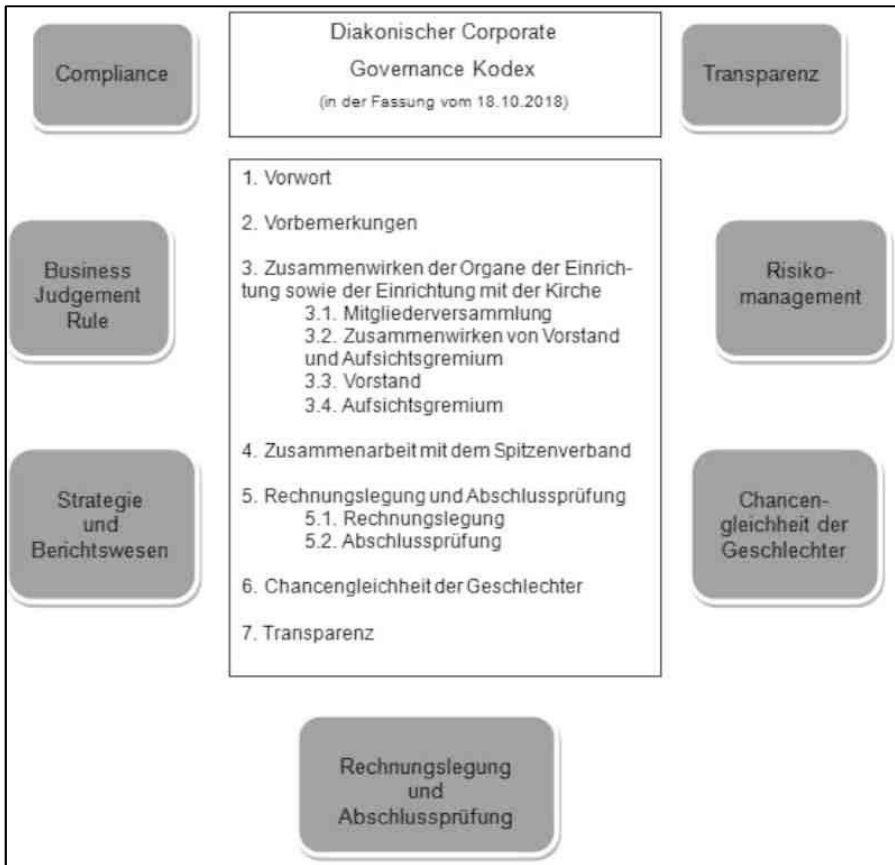 Compliance
Diakonischer Corporate
Governance Kodex
(in der Fassung vom 18.10.2018)
Transparenz
Business
Judgement
Rule
1. Vorwort
2. Vorbemerkungen
3. Zusammenwirken der Organe der Einrich-
tung sowie der Einrichtung mit der Kirche
3.1. Mitgliederversammlung
3.2. Zusammenwirken von Vorstand
und Aufsichtsgremium
3.3. Vorstand
3.4. Aufsichtsgremium
4. Zusammenarbeit mit dem Spitzenverband
5. Rechnungslegung und Abschlussprüfung
5.1. Rechnungslegung
5.2. Abschlussprüfung
6. Chancengleichheit der Geschlechter
7. Transparenz
Risiko-
management
Strategie
und
Berichtswesen
Chancen-
gleichheit der
Geschlechter
Rechnungslegung
und
Abschlussprüfung